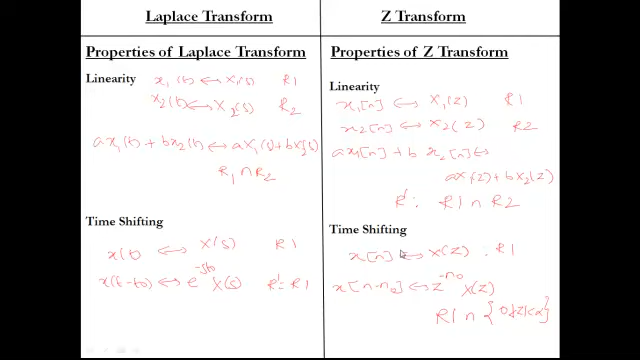 Laplace Transform
Properties of Laplace Transform
Linearity
x₁(t) ↔ X₁(s) R1
x₂(t) ↔ X₂(s) R₂
ax₁(t) + bx₂(t) ↔ aX₁(s) + bX₂(s)
R₁ ∩ R₂
Time Shifting
x(t) ↔ X(s) R1
x(t-t0) ↔ e^-st0 X(s) R': R1
Z Transform
Properties of Z Transform
Linearity
x₁[n] ↔ X₁(z) R1
x₂[n] ↔ X₂(z) R2
ax₁[n] + b x₂[n] ↔
aX₁(z) + bX₂(z)
R': R1 ∩ R2
Time Shifting
x[n] ↔ X(z) : R1
x[n-n₀] ↔ z^-n₀ X(z)
R1 ∩ {0<|z|<∞}